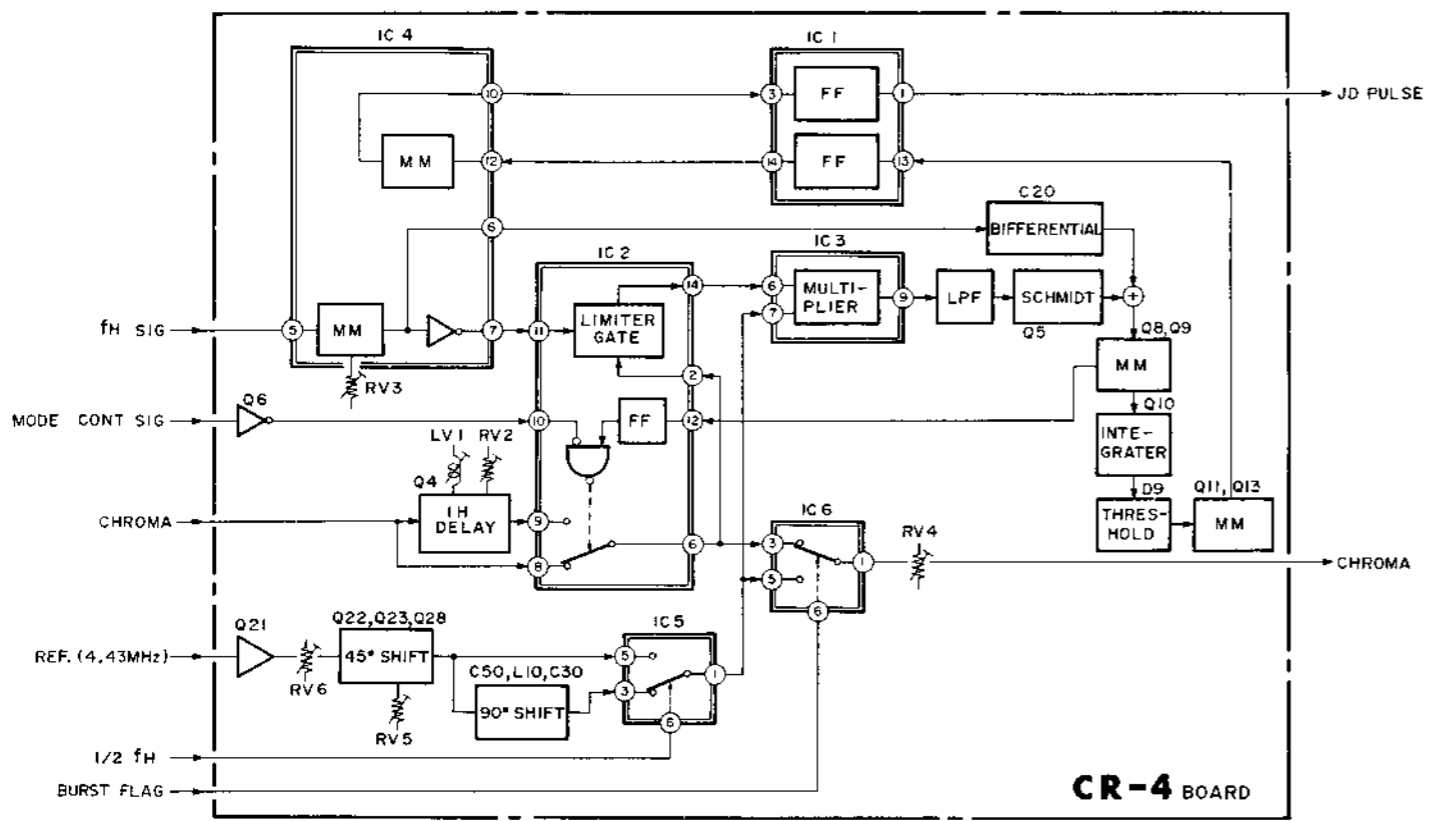 IC 4
IC 1
10
3
FF
1
JD PULSE
MM
12
14
FF
13
C20
6
BIFFERENTIAL
IC 2
IC 3
14
6
MULTI-
PLIER
9
LPF
SCHMIDT
+
Q5
7
fH SIG
5
MM
7
11
LIMITER
GATE
Q8,Q9
MM
RV3
2
Q6
MODE CONT SIG
10
FF
12
Q10
INTE-
GRATER
LV1
RV2
Q4
D9
Q11, Q13
CHROMA
1H
DELAY
9
THRES-
HOLD
MM
IC6
6
3
RV4
8
1
CHROMA
5
6
Q21
Q22,Q23,Q28
IC5
REF.(4.43MHz)
45° SHIFT
5
1
RV6
C50,L10,C30
3
RV5
90° SHIFT
6
1/2 fH
BURST FLAG
CR-4 BOARD